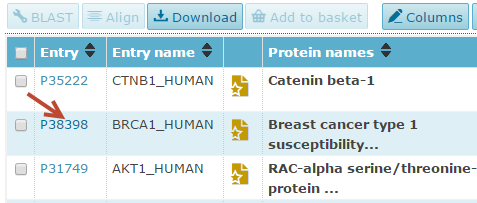 BLAST Align Download Add to basket Columns
Entry Entry name Protein names
P35222 CTNB1_HUMAN Catenin beta-1
P38398 BRCA1_HUMAN Breast cancer type 1
susceptibility...
P31749 AKT1_HUMAN RAC-alpha serine/threonine-
protein ...